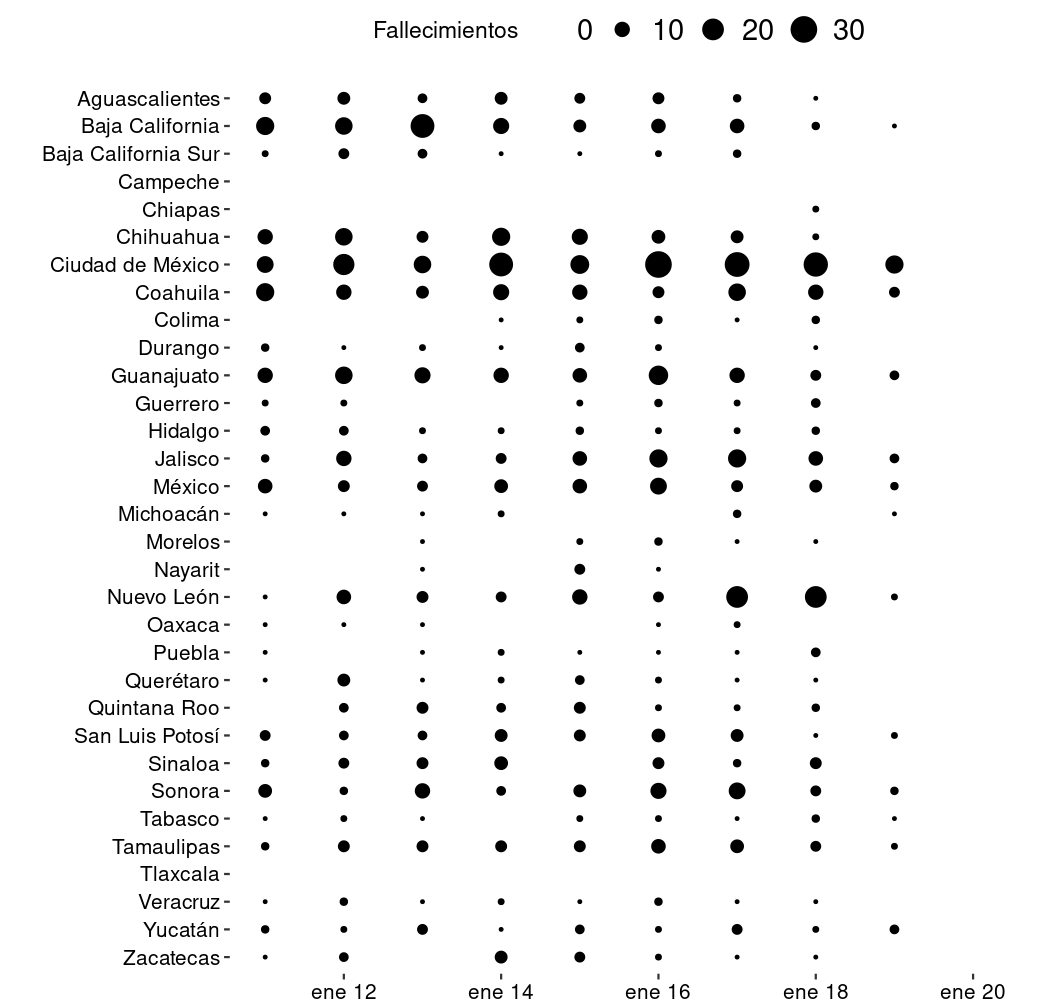 Fallecimientos 0 10 20 30
Aguascalientes
Baja California
Baja California Sur
Campeche
Chiapas
Chihuahua
Ciudad de México
Coahuila
Colima
Durango
Guanajuato
Guerrero
Hidalgo
Jalisco
México
Michoacán
Morelos
Nayarit
Nuevo León
Oaxaca
Puebla
Querétaro
Quintana Roo
San Luis Potosí
Sinaloa
Sonora
Tabasco
Tamaulipas
Tlaxcala
Veracruz
Yucatán
Zacatecas
ene 12 ene 14 ene 16 ene 18 ene 20